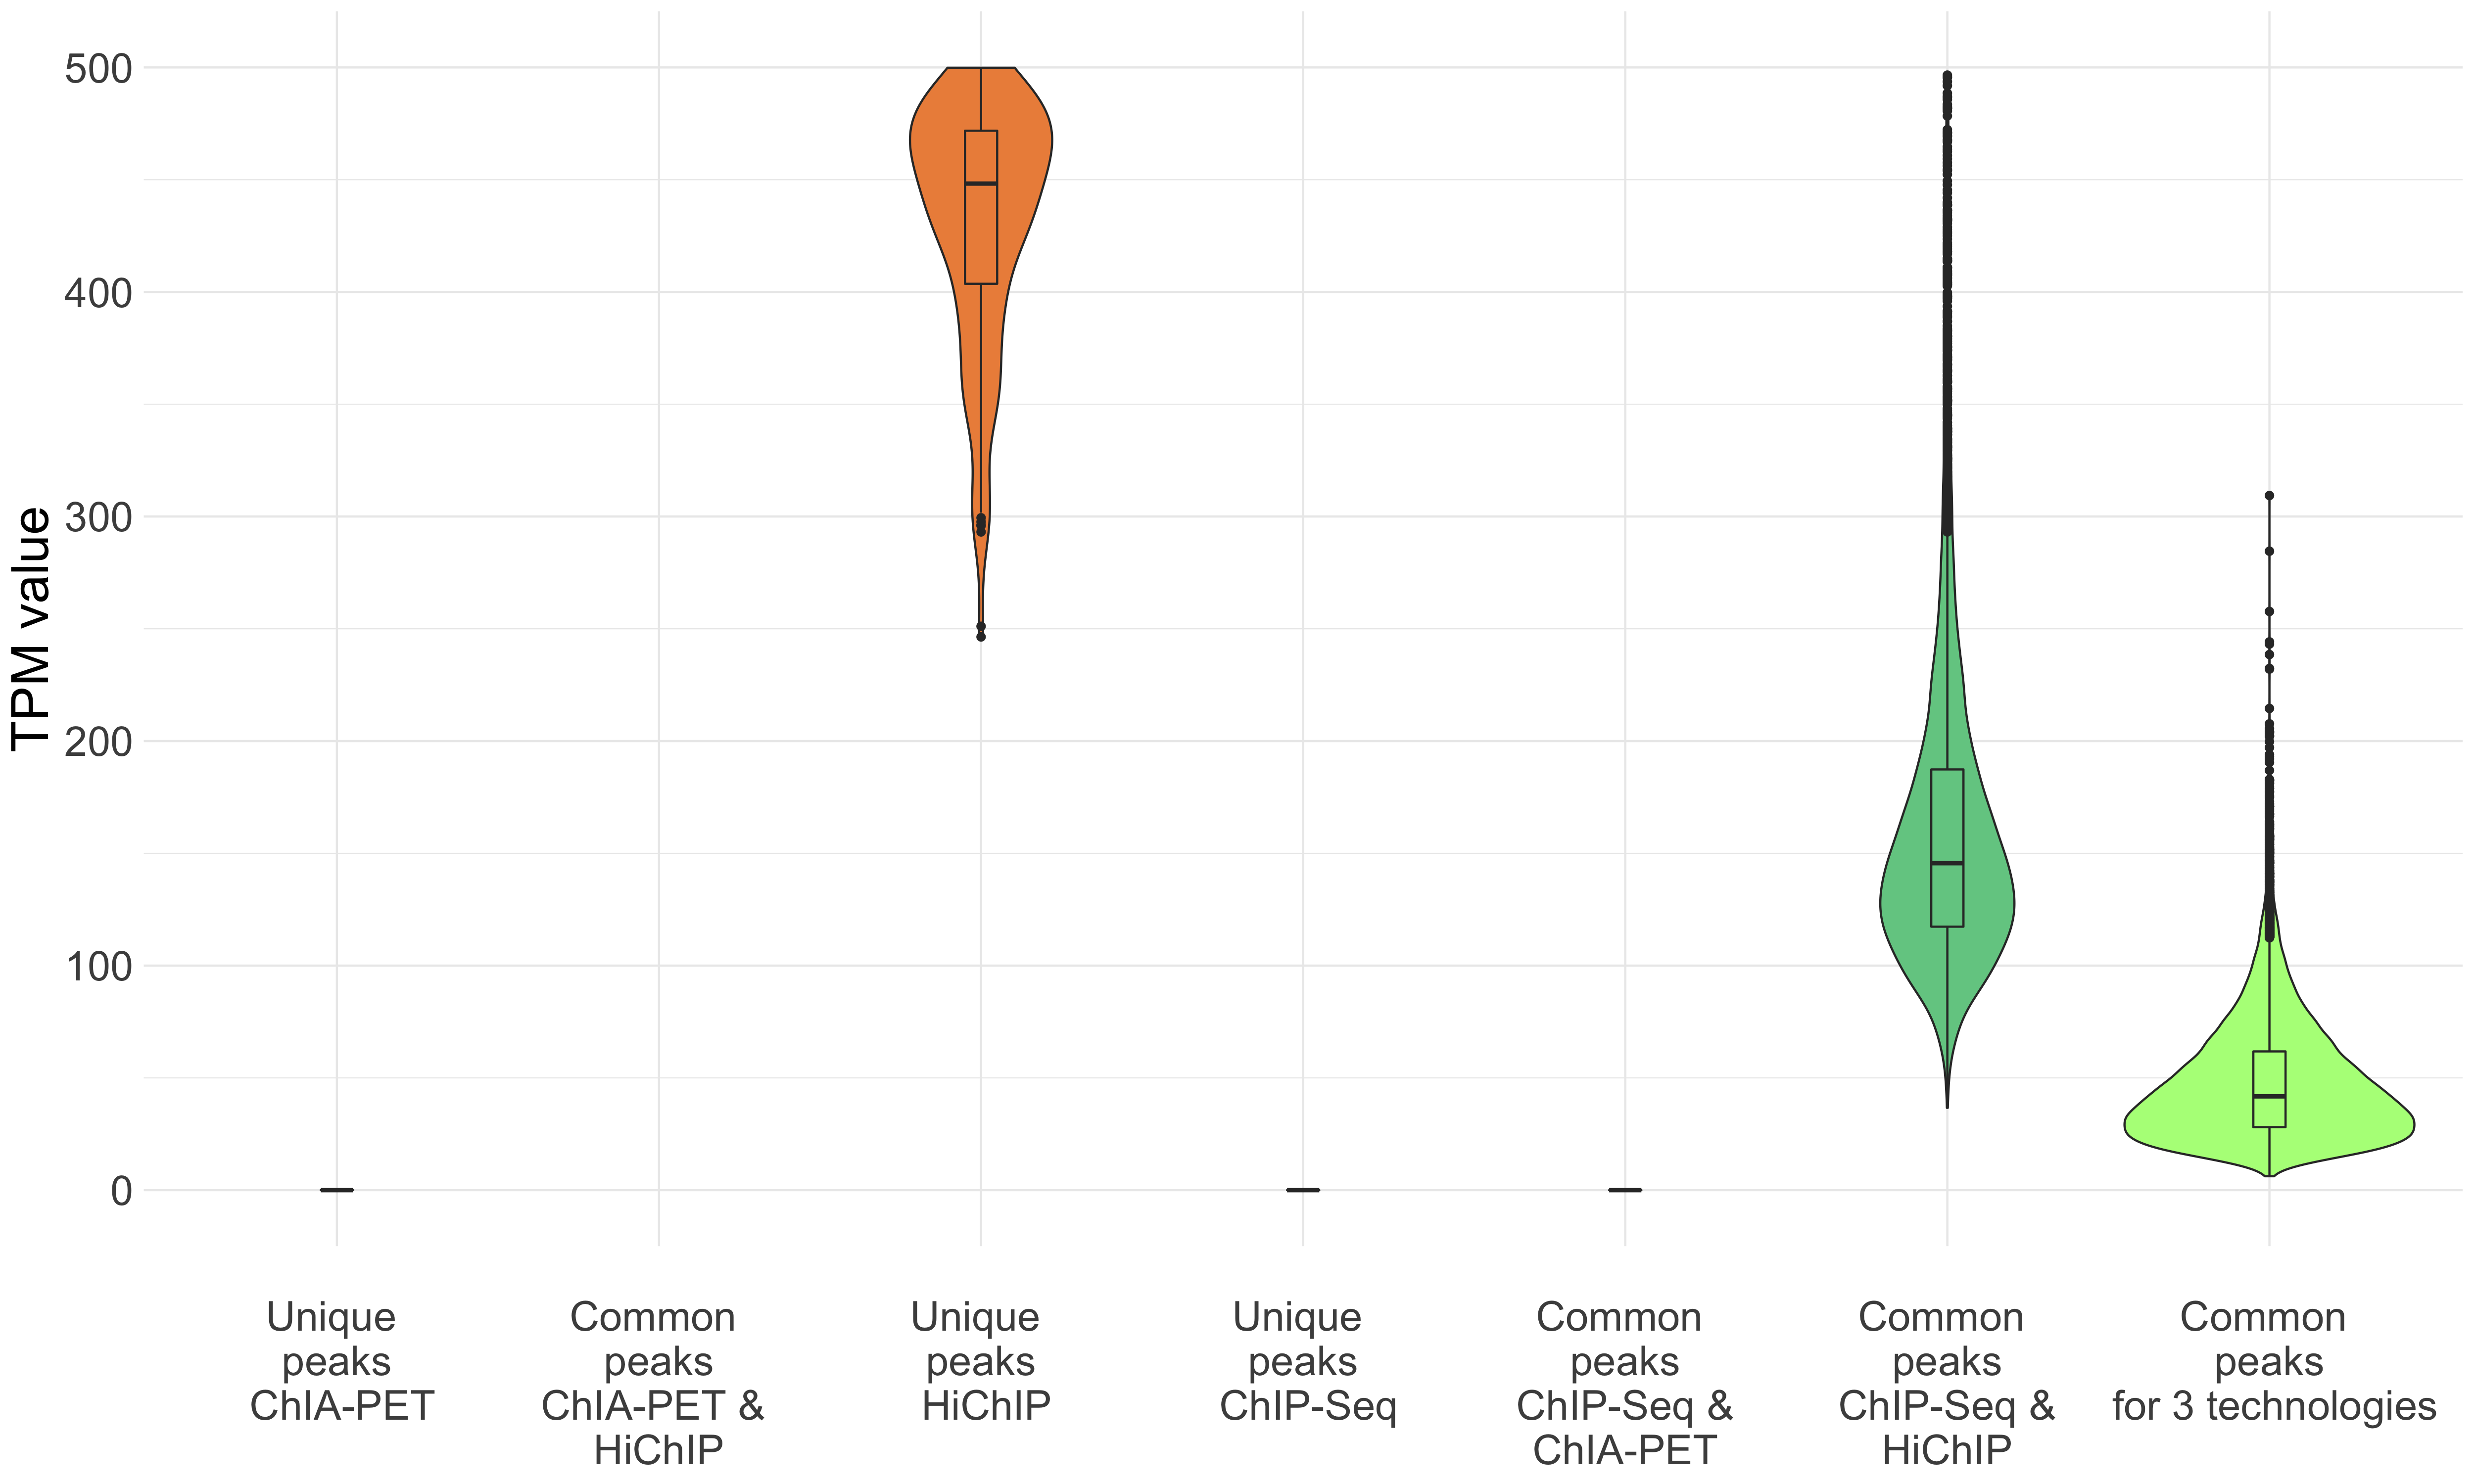 TPM value
500
400
300
200
100
0
Unique
peaks
ChIA-PET
Common
peaks
ChIA-PET &
HiChIP
Unique
peaks
HiChIP
Unique
peaks
ChIP-Seq
Common
peaks
ChIP-Seq &
ChIA-PET
Common
peaks
ChIP-Seq &
HiChIP
Common
peaks
for 3 technologies